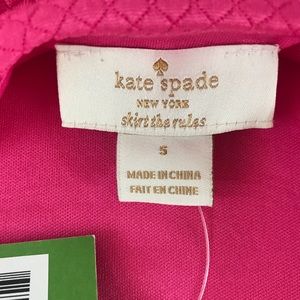 kate spade
NEW YORK
skirt the rules
S
MADE IN CHINA
FAIT EN CHINE